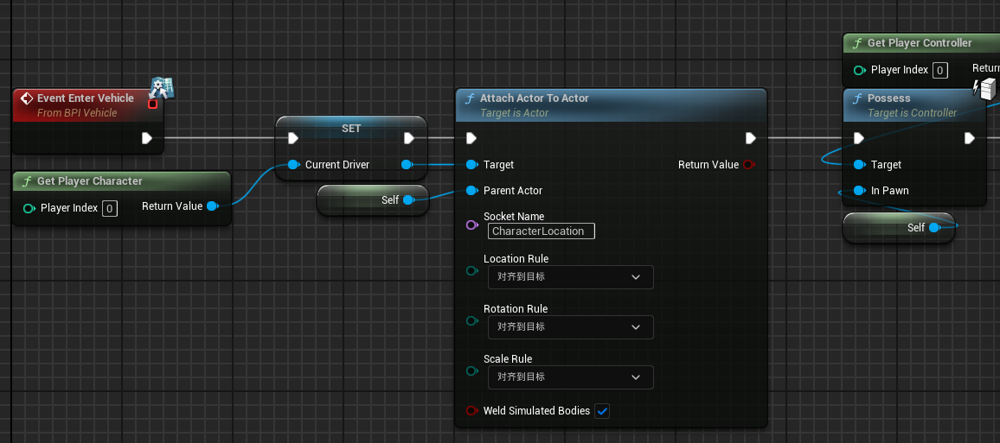 Event Enter Vehicle
From BPI Vehicle
f Get Player Character
Player Index 0
Return Value
SET
Current Driver
Self
f Attach Actor To Actor
Target is Actor
Target
Return Value
Parent Actor
Socket Name
CharacterLocation
Location Rule
对齐到目标
Rotation Rule
对齐到目标
Scale Rule
对齐到目标
Weld Simulated Bodies
f Get Player Controller
Player Index 0
Return
f Possess
Target is Controller
Target
In Pawn
Self